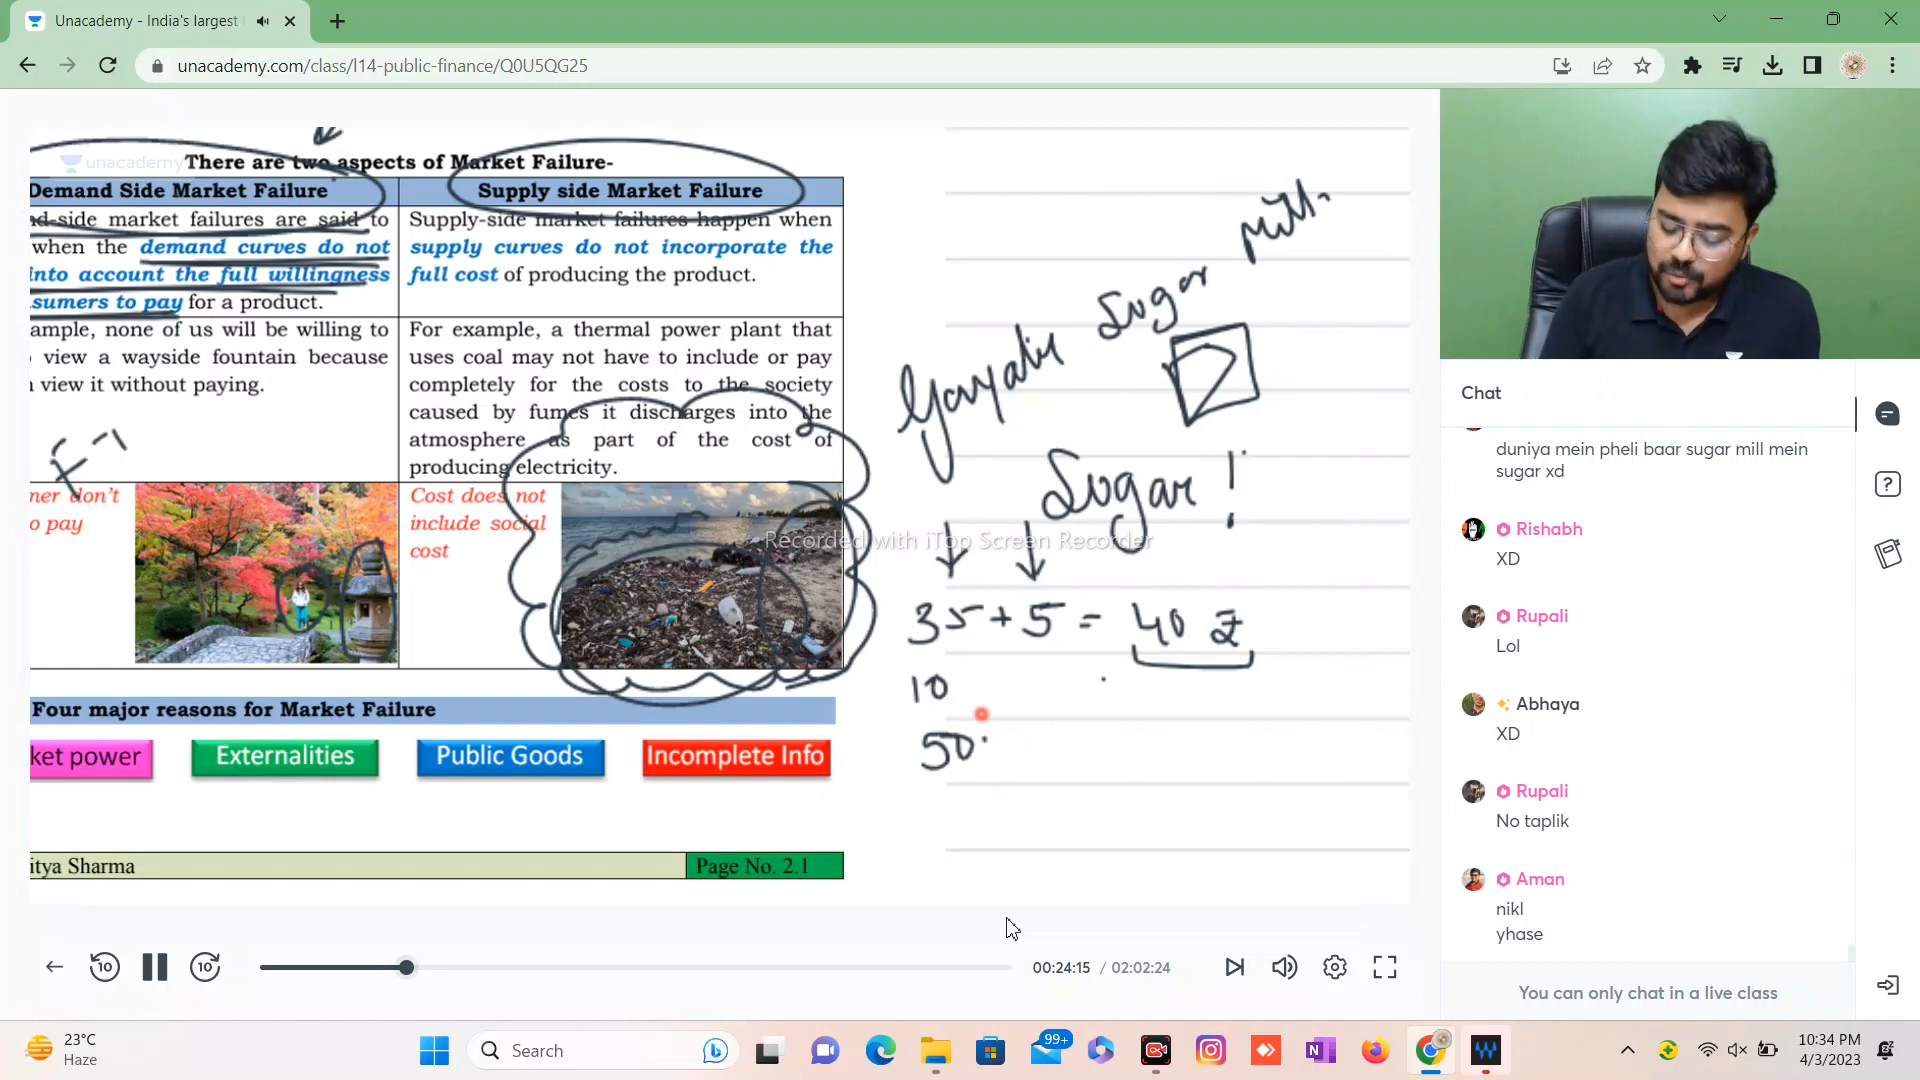 Unacademy - India's largest
unacademy.com/class/l14-public-finance/Q0U5QG25
unacademy
There are two aspects of Market Failure-
Demand Side Market Failure
Supply side Market Failure
nd-side market failures are said to
when the demand curves do not
into account the full willingness
sumers to pay for a product.
Supply-side market failures happen when
supply curves do not incorporate the
full cost of producing the product.
ample, none of us will be willing to
view a wayside fountain because
view it without paying.
For example, a thermal power plant that
uses coal may not have to include or pay
completely for the costs to the society
caused by fumes it discharges into the
atmosphere as part of the cost of
producing electricity.
ner don't
o pay
Cost does not
include social
cost
Four major reasons for Market Failure
ket power
Externalities
Public Goods
Incomplete Info
itya Sharma
Page No. 2.1
Sugar Mill
Sugar !
35 + 5 = 40 ₹
10
50
Recorded with iTop Screen Recorder
00:24:15 / 02:02:24
Chat
duniya mein pheli baar sugar mill mein
sugar xd
Rishabh
XD
Rupali
Lol
Abhaya
XD
Rupali
No taplik
Aman
nikl
yhase
You can only chat in a live class
23°C
Haze
Search
99+
10:34 PM
4/3/2023